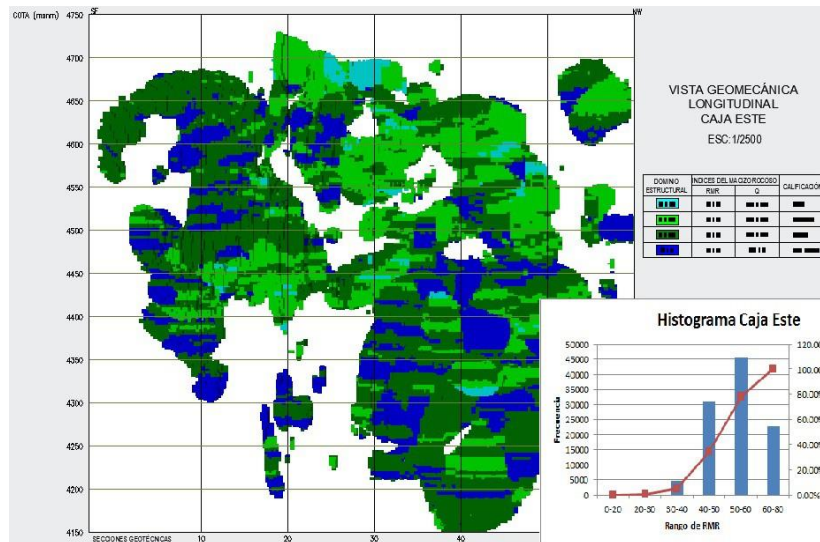 COTA (msnm)
SE
NW
4750
4700
4650
4600
4550
4500
4450
4400
4350
4300
4250
4200
4150
SECCIONES GEOTÉCNICAS
10
20
30
40
VISTA GEOMECÁNICA
LONGITUDINAL
CAJA ESTE
ESC:1/2500
DOMINIO ESTRUCTURAL
INDICES DEL MACIZO ROCOSO
RMR
Q
CALIFICACIÓN
Histograma Caja Este
Frecuencia
50000
45000
40000
35000
30000
25000
20000
15000
10000
5000
0
120.00
100.00
80.00%
60.00%
40.00%
20.00%
0.00%
0-20
20-30
30-40
40-50
50-60
60-80
Rango de RMR